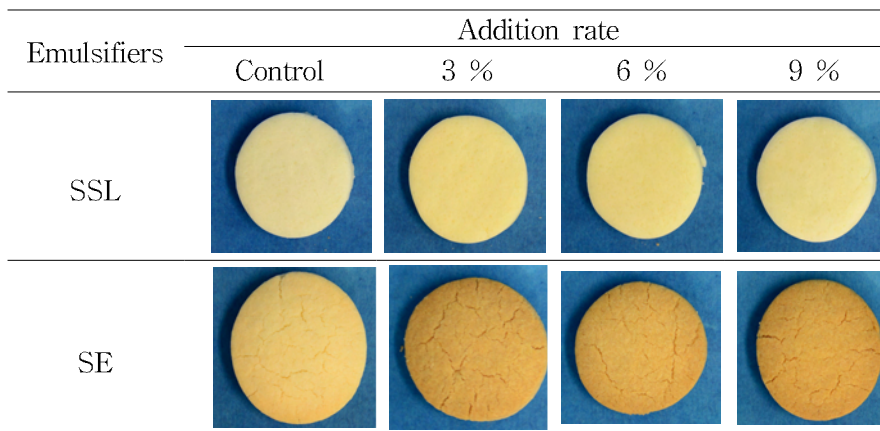 Emulsifiers
Addition rate
Control 3 % 6 % 9 %
SSL
SE